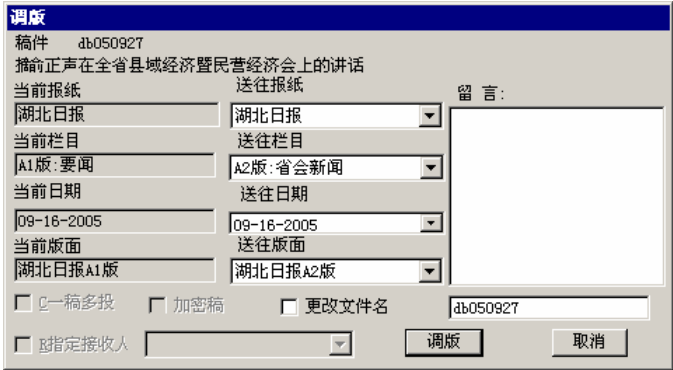 调版
稿件 db050927
正声在全省县域经济暨民营经济会上的讲话
当前报纸
湖北日报
送往报纸
湖北日报
当前栏目
A1版:要闻
送往栏目
A2版:省会新闻
当前日期
09-16-2005
送往日期
09-16-2005
当前版面
湖北日报A1版
送往版面
湖北日报A2版
留 言:
C一稿多投
加密稿
更改文件名
db050927
R指定接收人
调版
取消